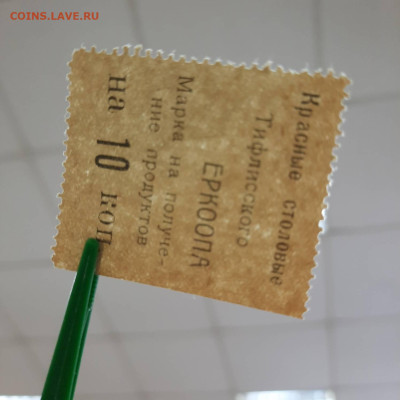 COINS.LAVE.RU
Красные столовые
Тифлисского
ЕРКООПА
Марка на получе-
ние продуктов
на 10 коп